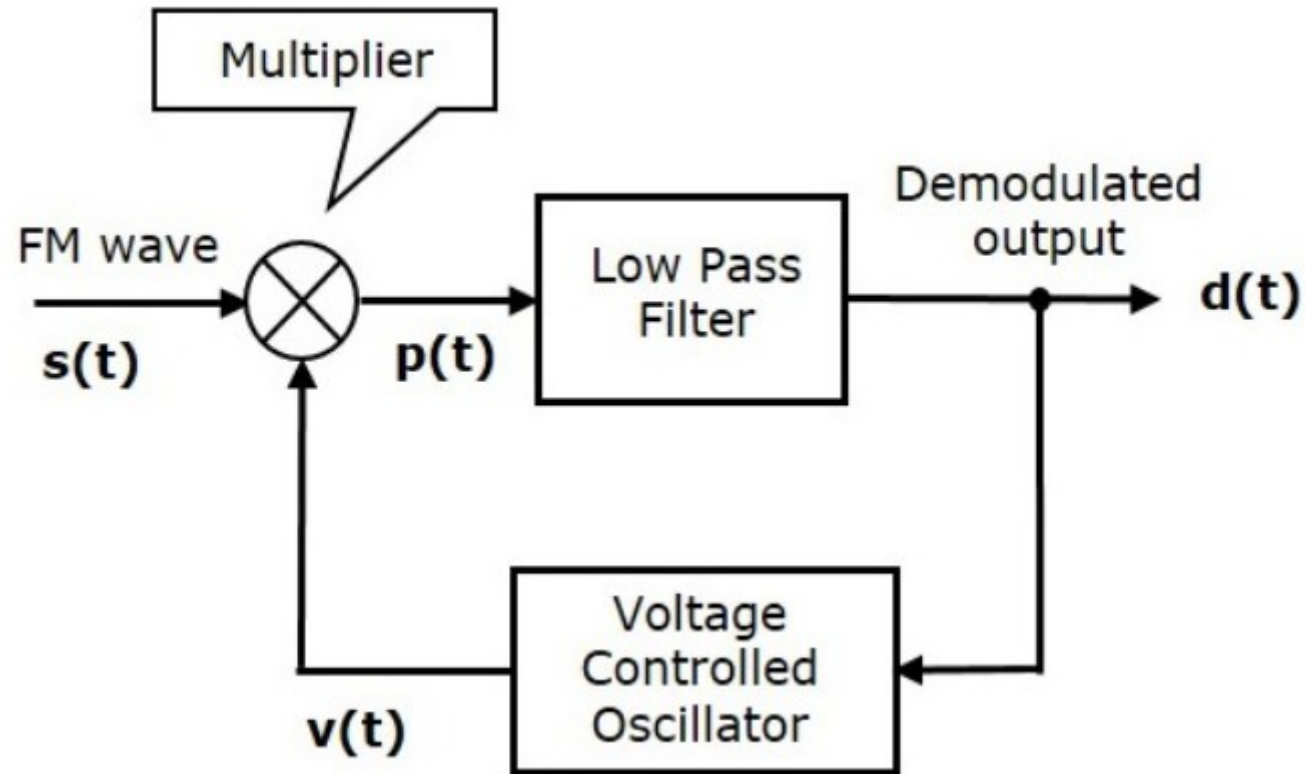 Multiplier
FM wave
s(t)
p(t)
Low Pass
Filter
Demodulated
output
d(t)
Voltage
Controlled
Oscillator
v(t)